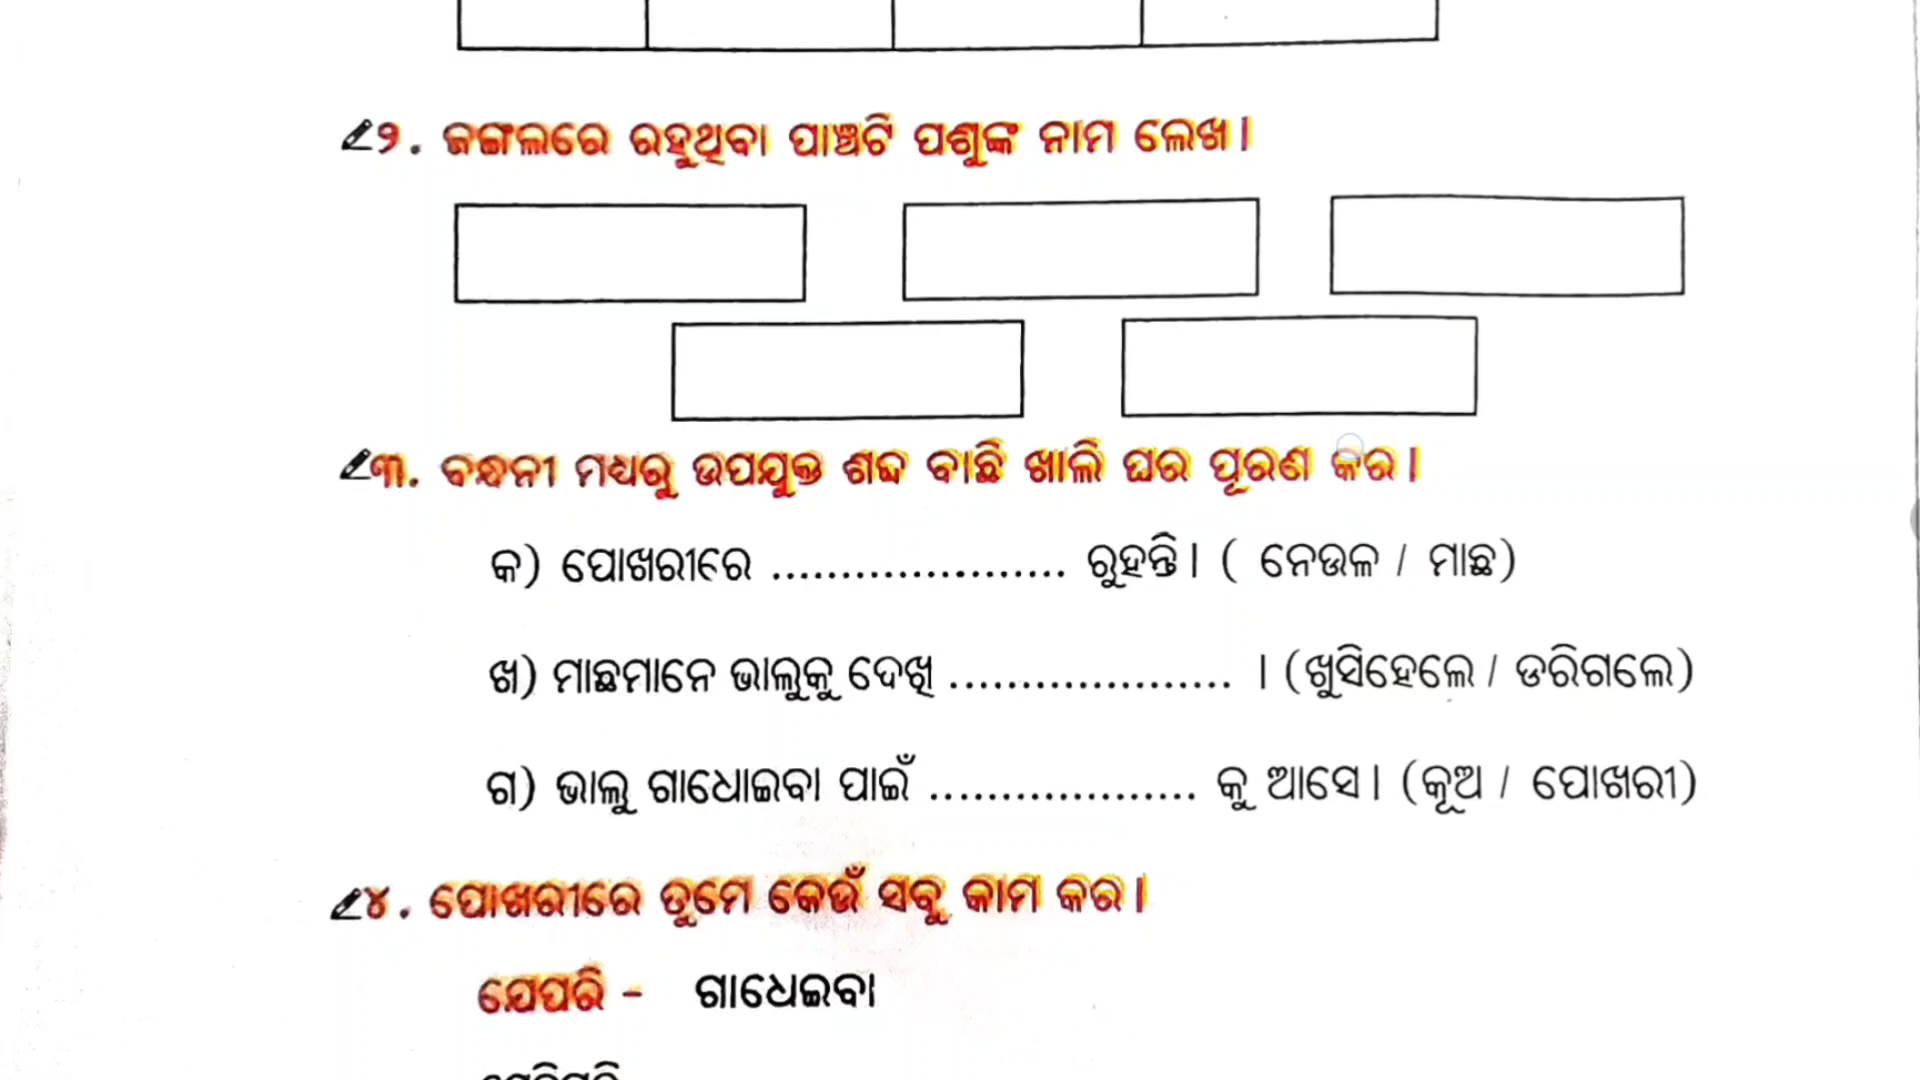 ୨. ଜଙ୍ଗଲରେ ରହୁଥିବା ପାଞ୍ଚଟି ପଶୁଙ୍କ ନାମ ଲେଖ।
୩. ବନ୍ଧନୀ ମଧ୍ୟରୁ ଉପଯୁକ୍ତ ଶବ୍ଦ ବାଛି ଖାଲି ଘର ପୂରଣ କର।
କ) ପୋଖରୀରେ ..................... ରୁହନ୍ତି। ( ନେଉଳ / ମାଛ)
ଖ) ମାଛମାନେ ଭାଲୁକୁ ଦେଖି .................... । (ଖୁସିହେଲେ / ଡରିଗଲେ)
ଗ) ଭାଲୁ ଗାଧୋଇବା ପାଇଁ ................... କୁ ଆସେ। (କୂଅ / ପୋଖରୀ)
୪. ପୋଖରୀରେ ତୁମେ କେଉଁ ସବୁ କାମ କର।
ଯେପରି - ଗାଧେଇବା